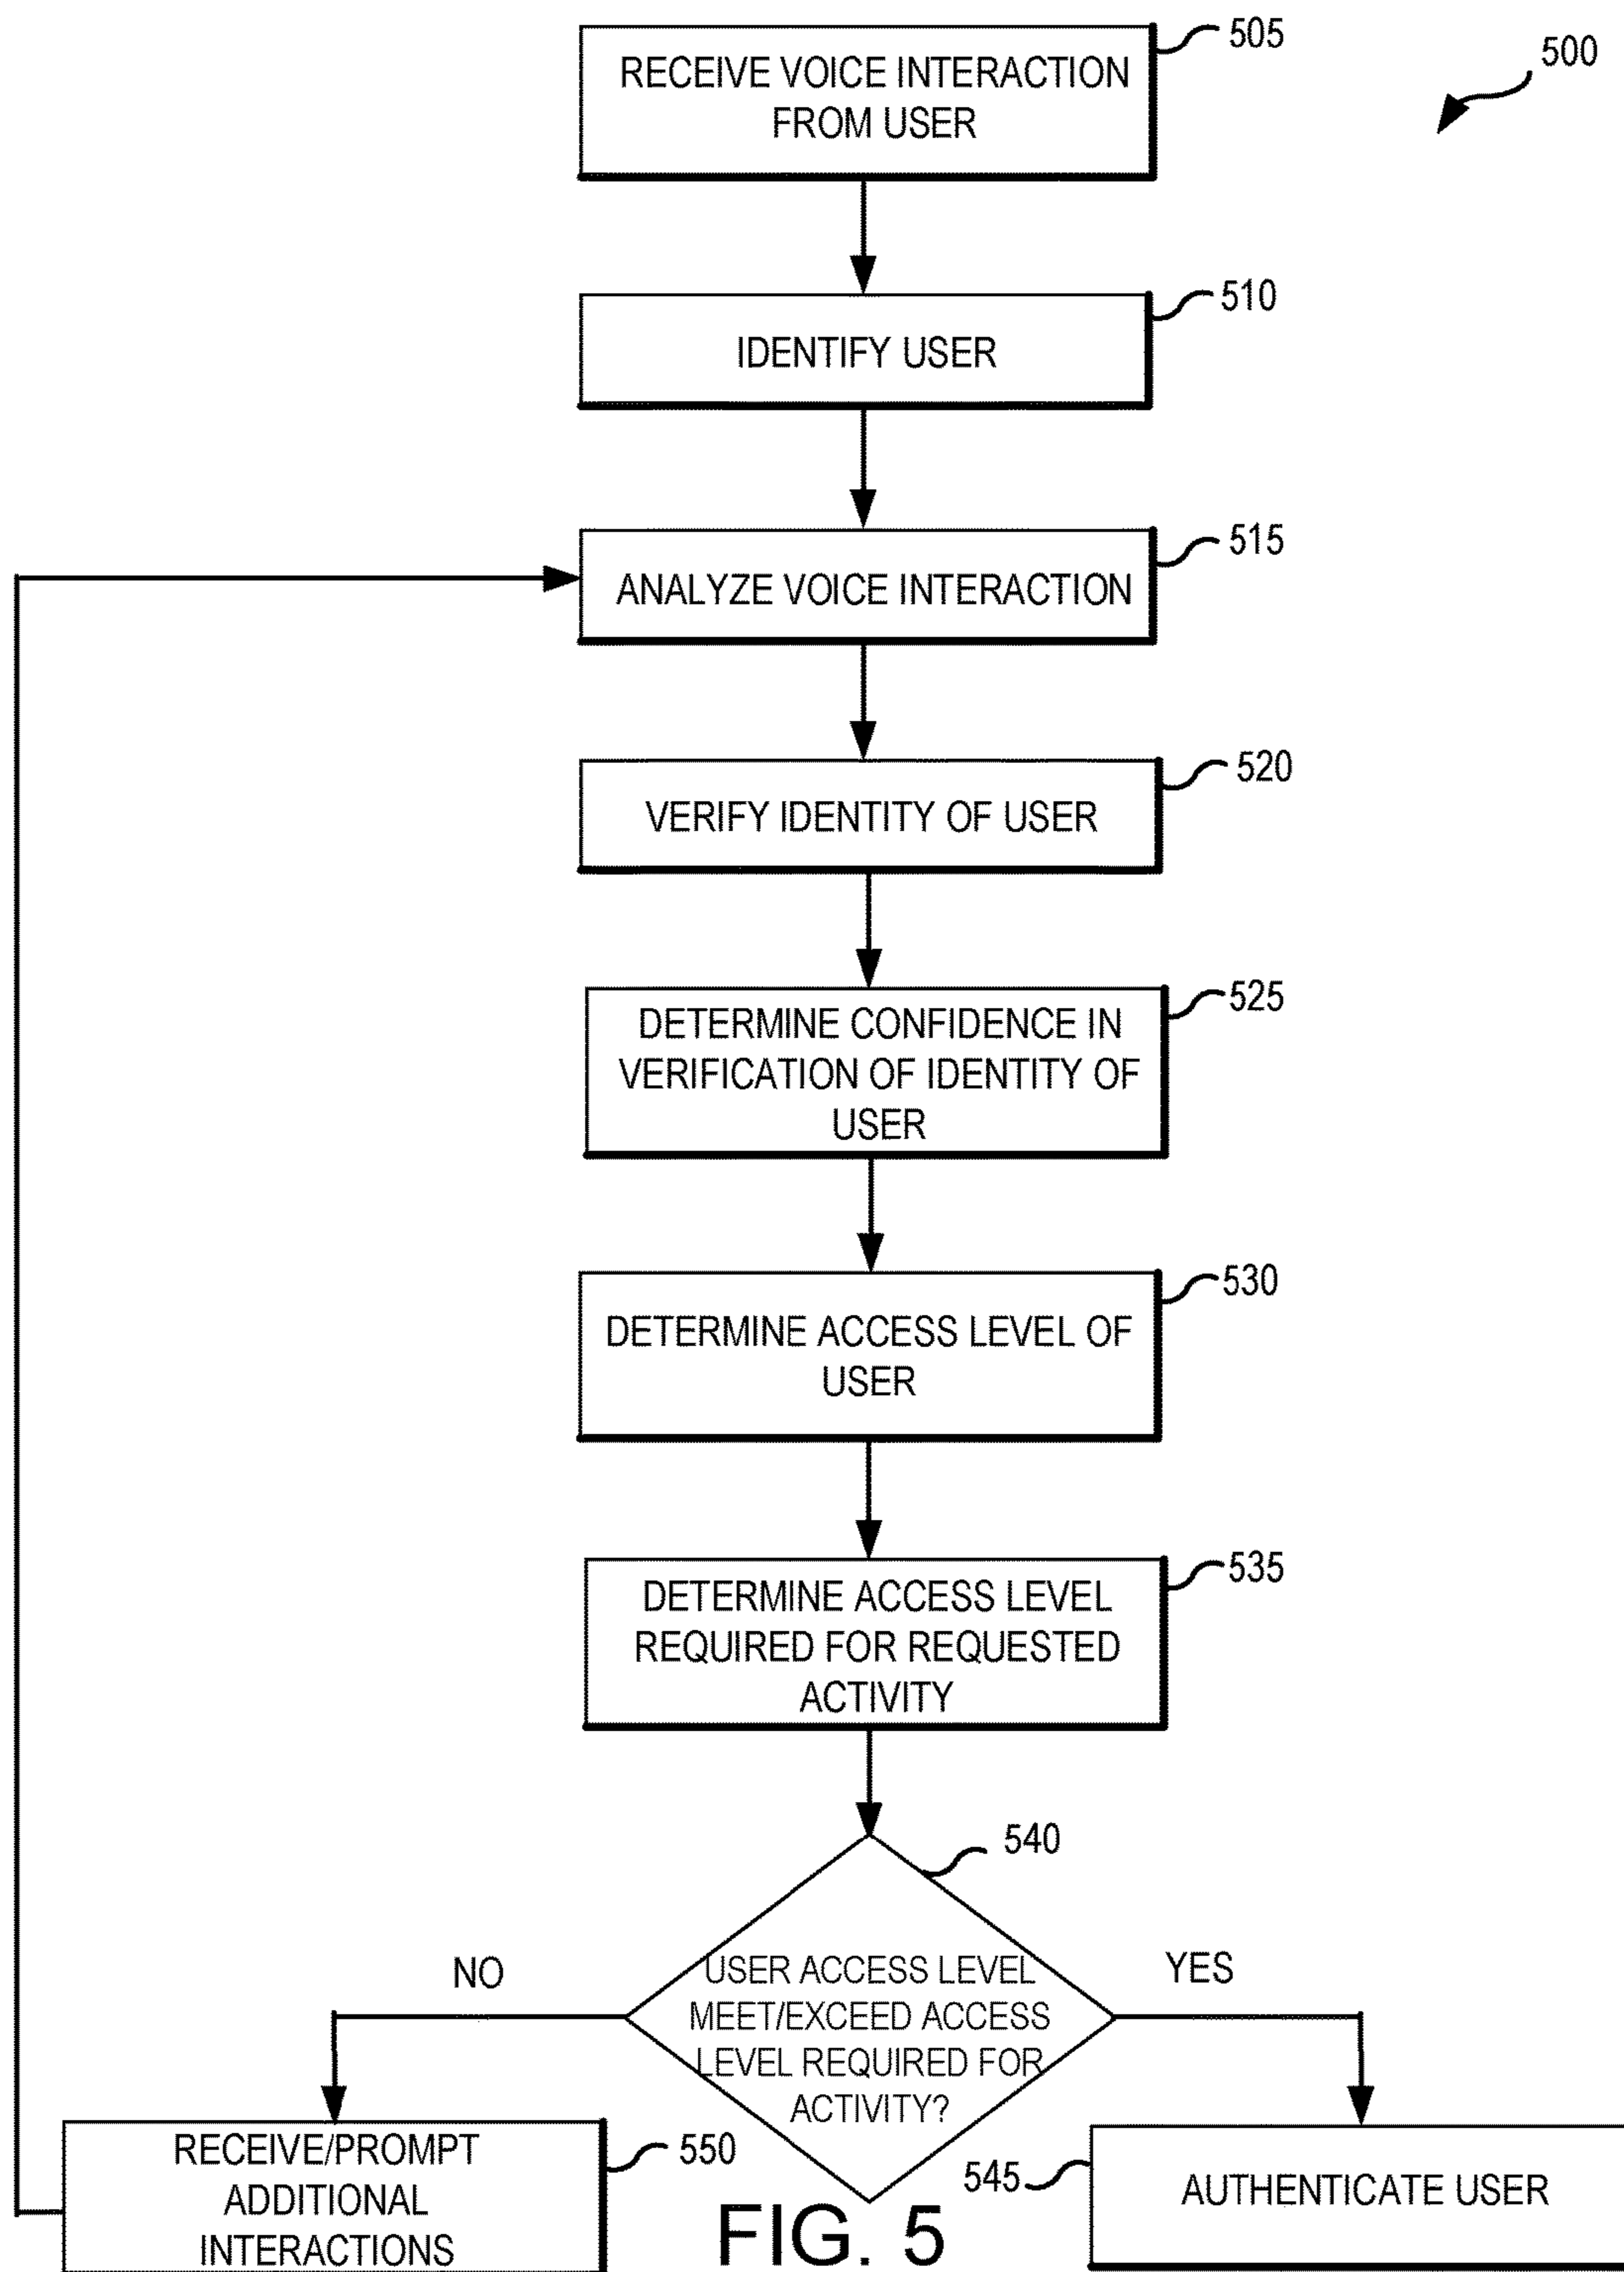 505
500
RECEIVE VOICE INTERACTION
FROM USER
510
IDENTIFY USER
515
ANALYZE VOICE INTERACTION
520
VERIFY IDENTITY OF USER
525
DETERMINE CONFIDENCE IN
VERIFICATION OF IDENTITY OF
USER
530
DETERMINE ACCESS LEVEL OF
USER
535
DETERMINE ACCESS LEVEL
REQUIRED FOR REQUESTED
ACTIVITY
540
NO
YES
USER ACCESS LEVEL
MEET/EXCEED ACCESS
LEVEL REQUIRED FOR
ACTIVITY?
RECEIVE/PROMPT
ADDITIONAL
INTERACTIONS
550
545
AUTHENTICATE USER
FIG. 5